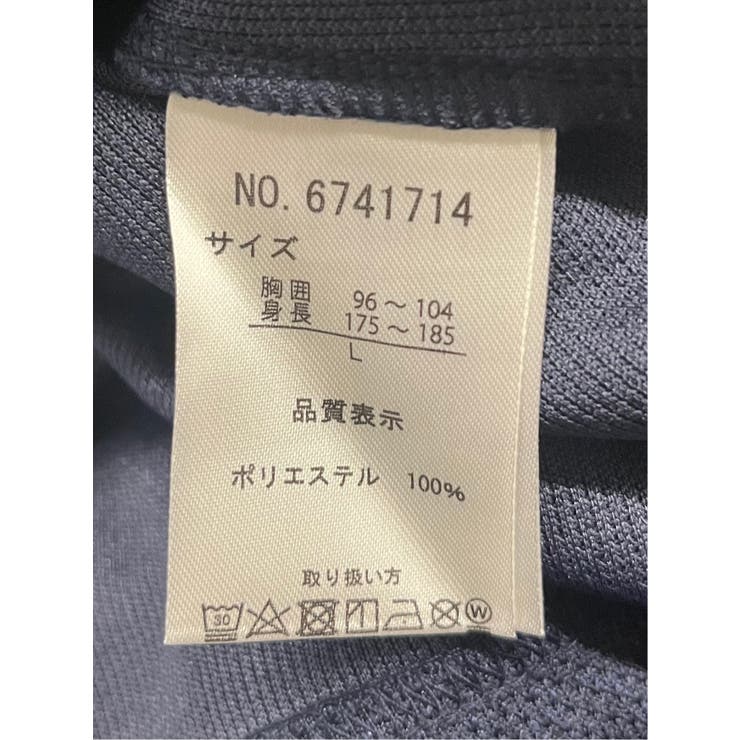 NO. 6741714
サイズ
胸囲 96～104
身長 175～185
L
品質表示
ポリエステル 100%
取り扱い方
30 W